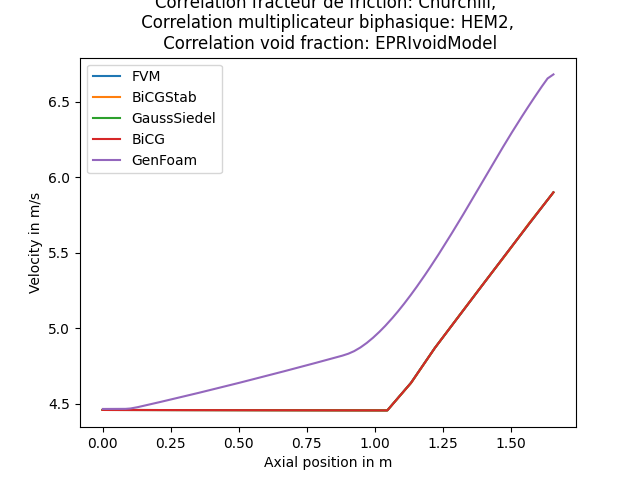 Correlation fracteur de friction: Churchill,
Correlation multiplicateur biphasique: HEM2,
Correlation void fraction: EPRIvoidModel
FVM
BiCGStab
GaussSiedel
BiCG
GenFoam
6.5
6.0
5.5
5.0
4.5
Velocity in m/s
0.00 0.25 0.50 0.75 1.00 1.25 1.50
Axial position in m